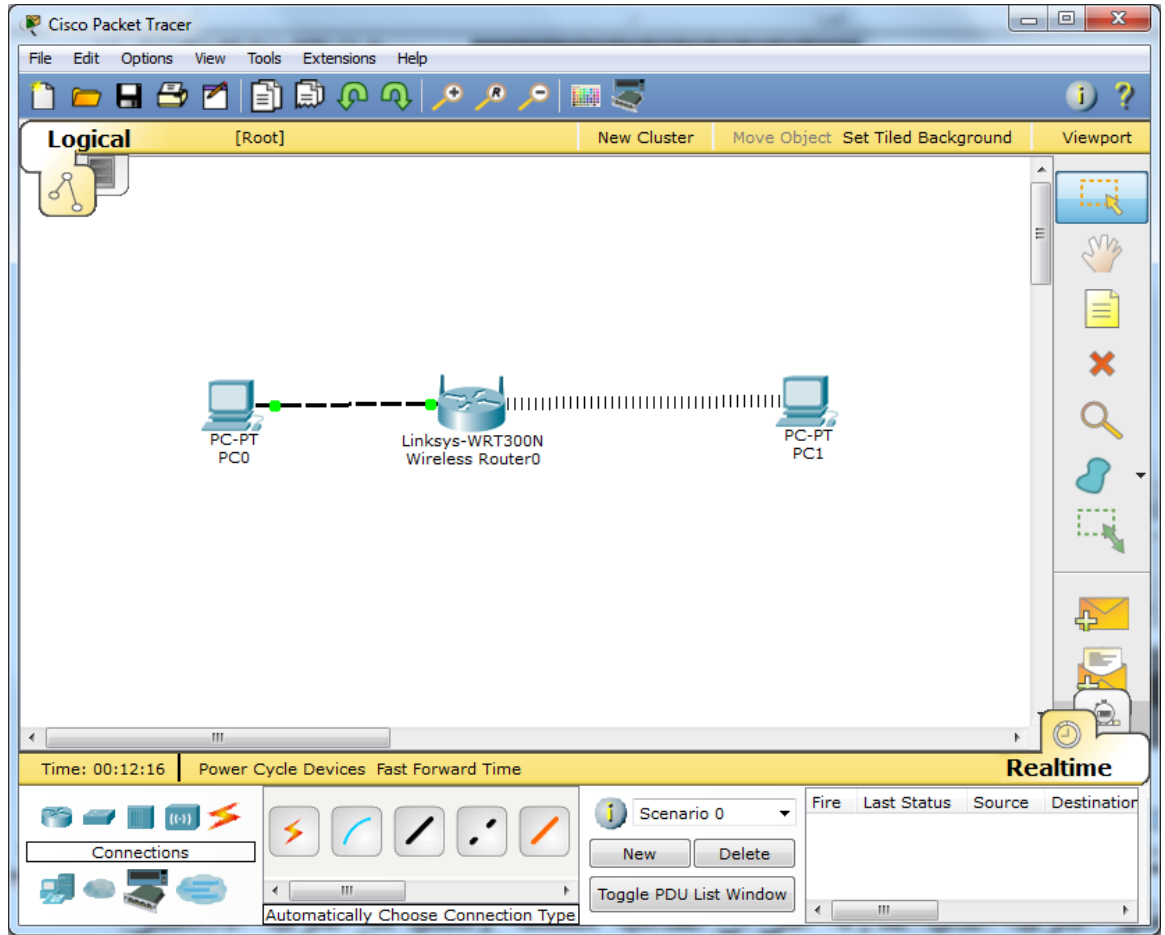 Cisco Packet Tracer
File Edit Options View Tools Extensions Help
Logical [Root] New Cluster Move Object Set Tiled Background Viewport
PC-PT
PC0
Linksys-WRT300N
Wireless Router0
PC-PT
PC1
Time: 00:12:16 Power Cycle Devices Fast Forward Time Realtime
Connections
Automatically Choose Connection Type
Scenario 0
New Delete
Toggle PDU List Window
Fire Last Status Source Destination